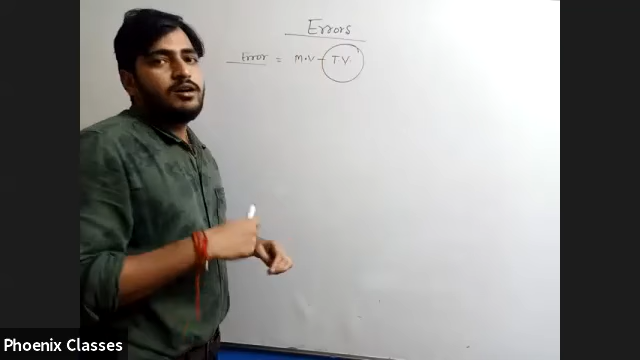 Errors
Error = M.V - T.V.
Phoenix Classes